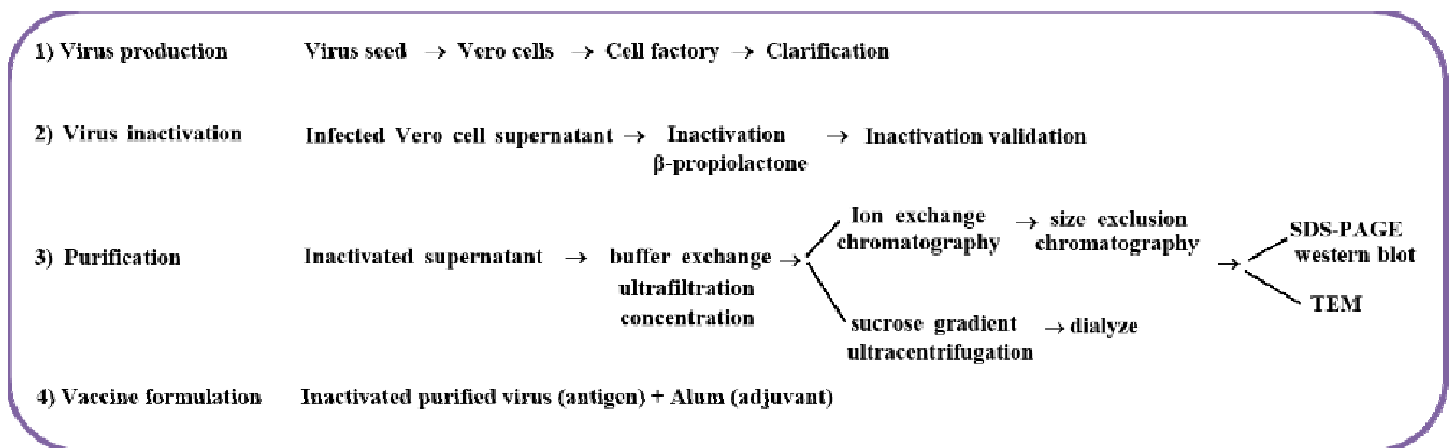 1) Virus production Virus seed → Vero cells → Cell factory → Clarification
2) Virus inactivation Infected Vero cell supernatant → Inactivation → Inactivation validation
β-propiolactone
Ion exchange → size exclusion
chromatography chromatography
SDS-PAGE
western blot
3) Purification Inactivated supernatant → buffer exchange → →
ultrafiltration
concentration
TEM
sucrose gradient → dialyze
ultracentrifugation
4) Vaccine formulation Inactivated purified virus (antigen) + Alum (adjuvant)